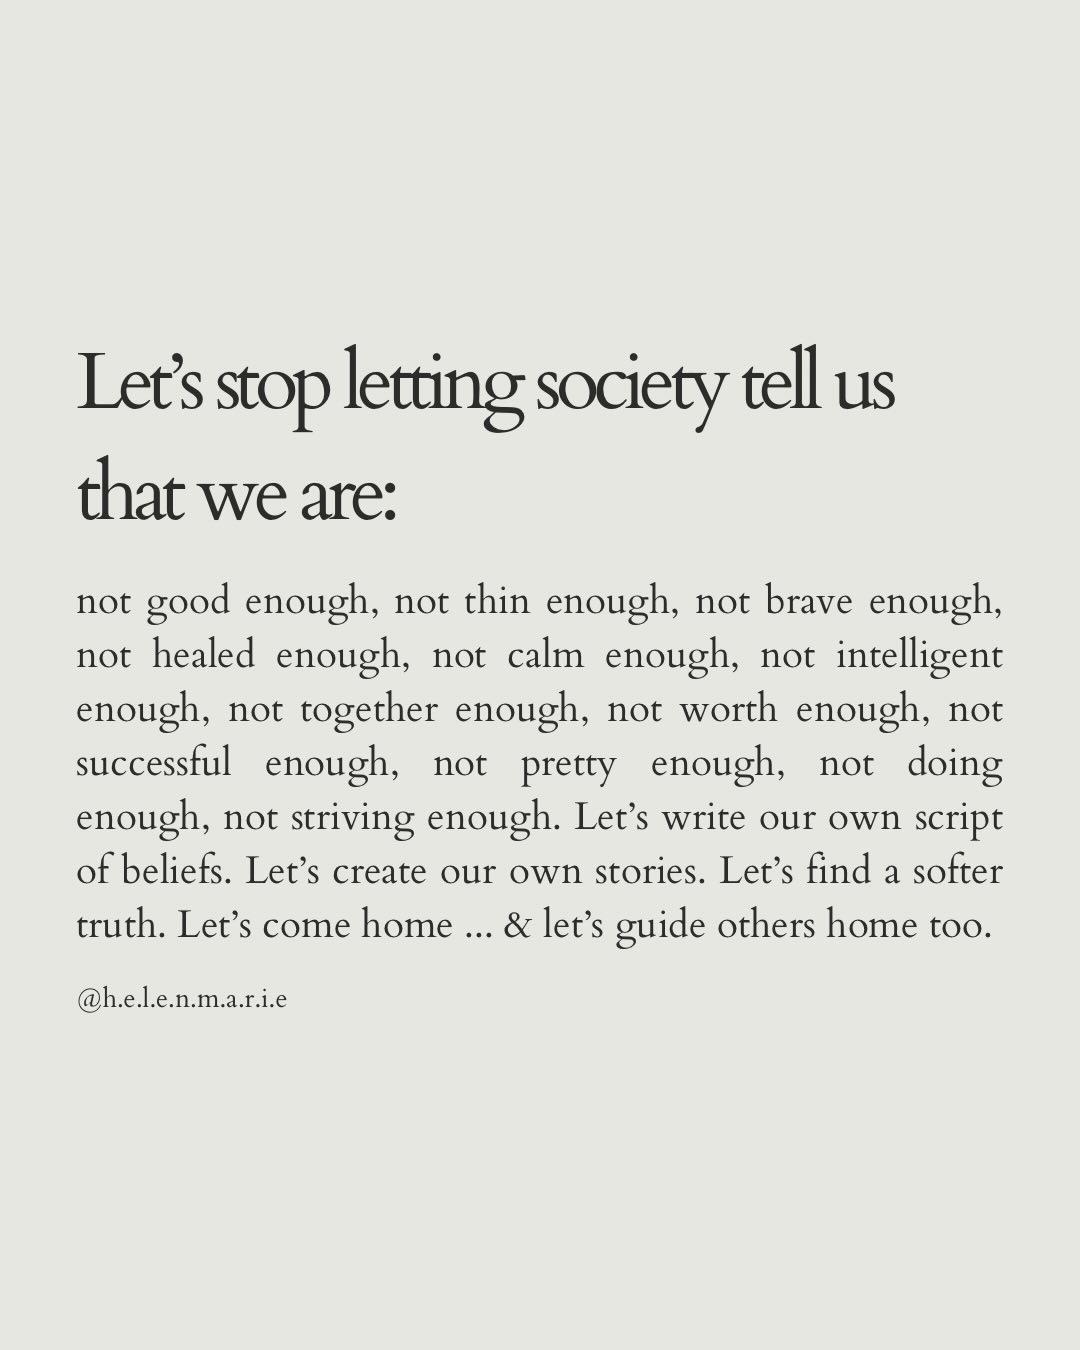 Let’s stop letting society tell us
that we are:
not good enough, not thin enough, not brave enough,
not healed enough, not calm enough, not intelligent
enough, not together enough, not worth enough, not
successful enough, not pretty enough, not doing
enough, not striving enough. Let’s write our own script
of beliefs. Let’s create our own stories. Let’s find a softer
truth. Let’s come home ... & let’s guide others home too.
@h.e.l.e.n.m.a.r.i.e